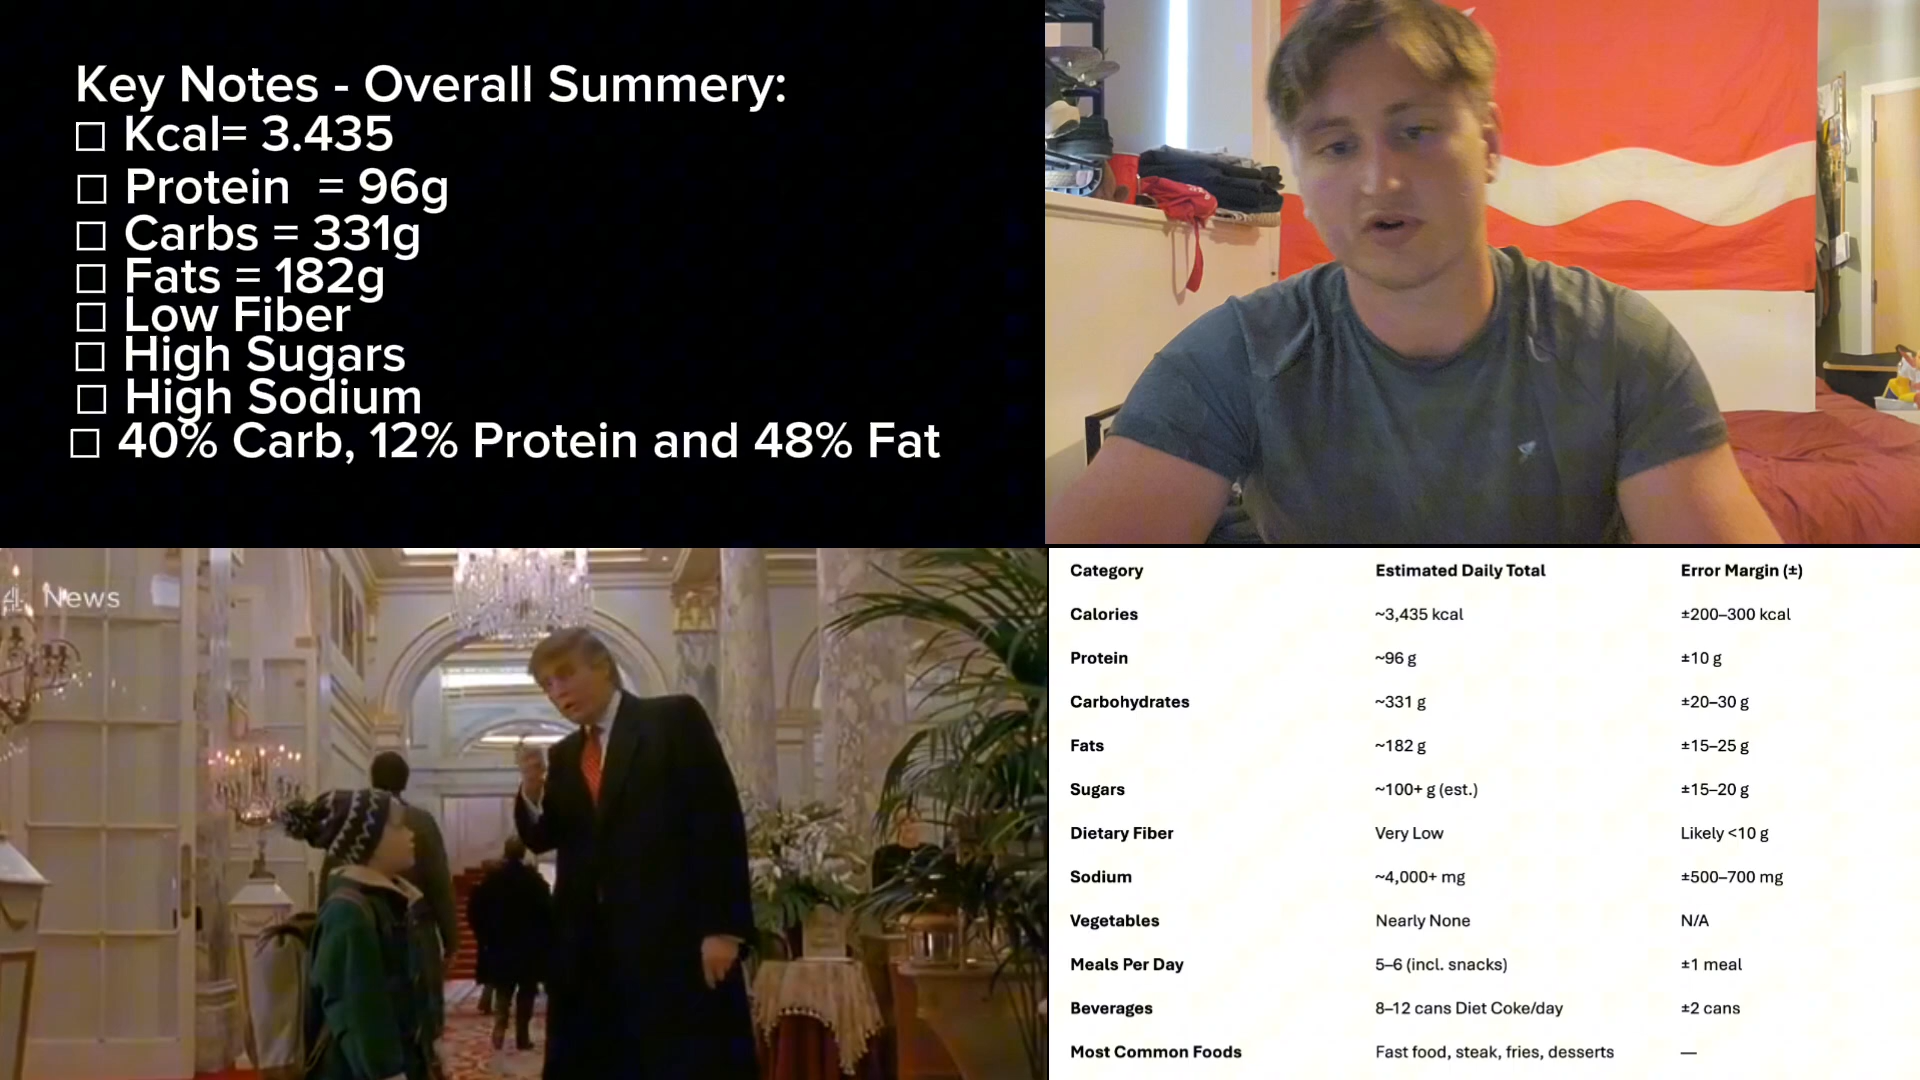 Key Notes - Overall Summery:
☐ Kcal= 3.435
☐ Protein = 96g
☐ Carbs = 331g
☐ Fats = 182g
☐ Low Fiber
☐ High Sugars
☐ High Sodium
☐ 40% Carb, 12% Protein and 48% Fat
4 News
Category Estimated Daily Total Error Margin (±)
Calories ~3,435 kcal ±200–300 kcal
Protein ~96 g ±10 g
Carbohydrates ~331 g ±20–30 g
Fats ~182 g ±15–25 g
Sugars ~100+ g (est.) ±15–20 g
Dietary Fiber Very Low Likely <10 g
Sodium ~4,000+ mg ±500–700 mg
Vegetables Nearly None N/A
Meals Per Day 5–6 (incl. snacks) ±1 meal
Beverages 8–12 cans Diet Coke/day ±2 cans
Most Common Foods Fast food, steak, fries, desserts —